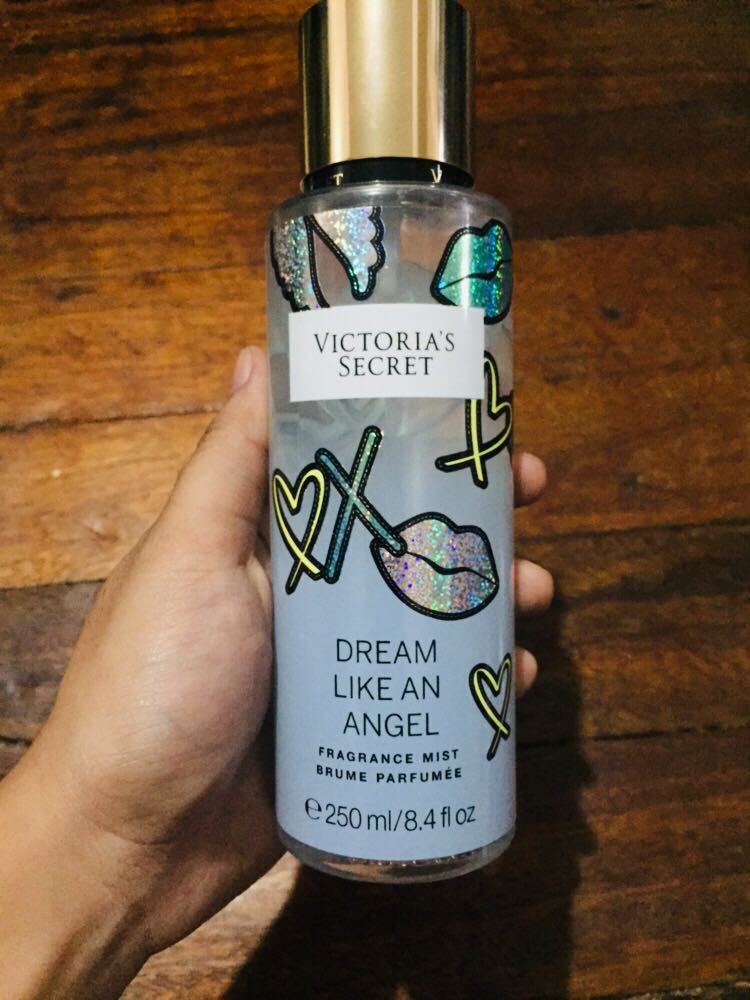 T V
VICTORIA'S
SECRET
DREAM
LIKE AN
ANGEL
FRAGRANCE MIST
BRUME PARFUMÉE
℮ 250 ml/8.4 fl oz